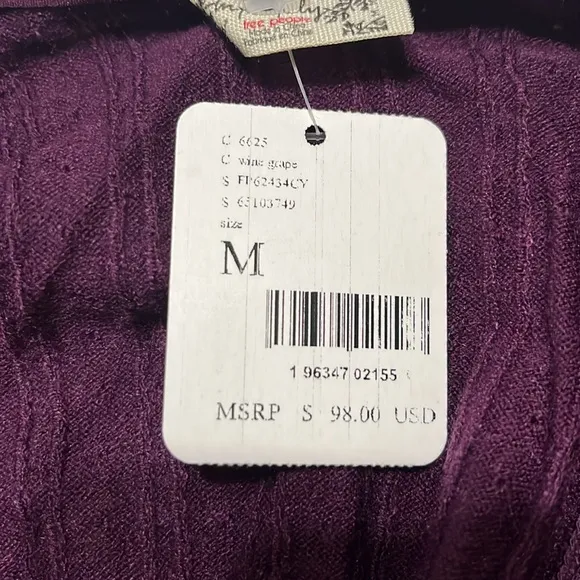 free people
C 6625
C wine grape
S FP62434CY
S 65103749
size
M
1 96347 02155
MSRP $ 98.00 USD